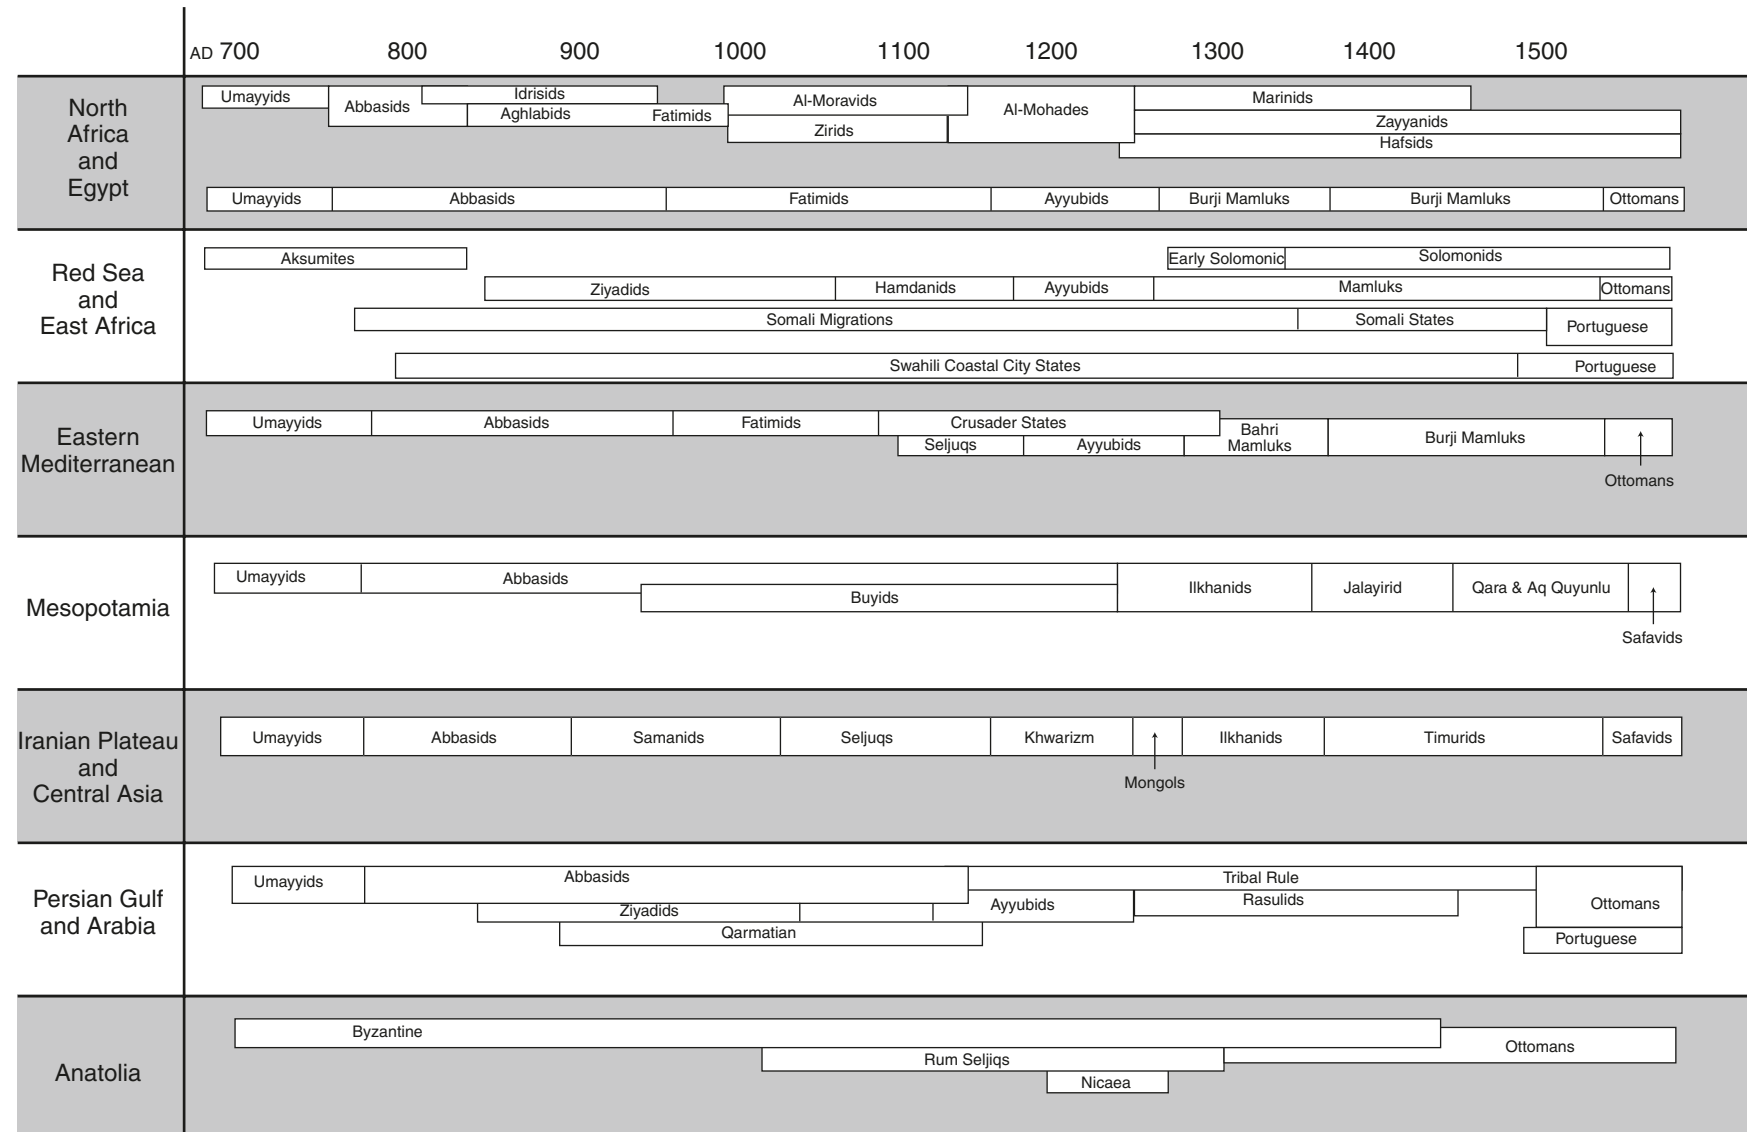 AD 700 800 900 1000 1100 1200 1300 1400 1500
North
Africa
and
Egypt
Umayyids
Abbasids
Idrisids
Aghlabids
Fatimids
Al-Moravids
Zirids
Al-Mohades
Marinids
Zayyanids
Hafsids
Umayyids Abbasids Fatimids Ayyubids Burji Mamluks Burji Mamluks Ottomans
Red Sea
and
East Africa
Aksumites Early Solomonic Solomonids
Ziyadids Hamdanids Ayyubids Mamluks Ottomans
Somali Migrations Somali States Portuguese
Swahili Coastal City States Portuguese
Eastern
Mediterranean
Umayyids Abbasids Fatimids Crusader States
Seljuqs Ayyubids
Bahri
Mamluks
Burji Mamluks
Ottomans
Mesopotamia
Umayyids Abbasids
Buyids
Ilkhanids Jalayirid Qara & Aq Quyunlu
Safavids
Iranian Plateau
and
Central Asia
Umayyids Abbasids Samanids Seljuqs Khwarizm Ilkhanids Timurids Safavids
Mongols
Persian Gulf
and Arabia
Umayyids Abbasids Tribal Rule
Ziyadids Ayyubids Rasulids Ottomans
Qarmatian Portuguese
Anatolia
Byzantine
Ottomans
Rum Seljiqs
Nicaea